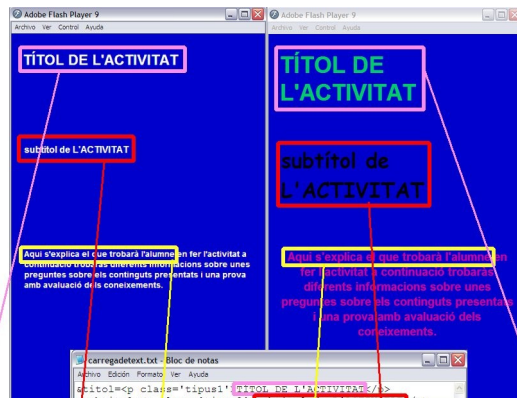 Adobe Flash Player 9
Archivo Ver Control Ayuda
TÍTOL DE L'ACTIVITAT
subtítol de L'ACTIVITAT
Aqui s'explica el que trobarà l'alumne en fer l'activitat a
continuació trobaràs diferents informacions sobre unes
preguntes sobre els continguts presentats i una prova
amb avaluació dels coneixements.
Adobe Flash Player 9
Archivo Ver Control Ayuda
TÍTOL DE
L'ACTIVITAT
subtítol de
L'ACTIVITAT
Aqui s'explica el que trobarà l'alumne en
fer l'activitat a continuació trobaràs
diferents informacions sobre unes
preguntes sobre els continguts presentats
i una prova amb avaluació dels
coneixements.
carregadetext.txt - Bloc de notas
Archivo Edición Formato Ver Ayuda
&titol=<p class='tipus1'>TÍTOL DE L'ACTIVITAT</p>